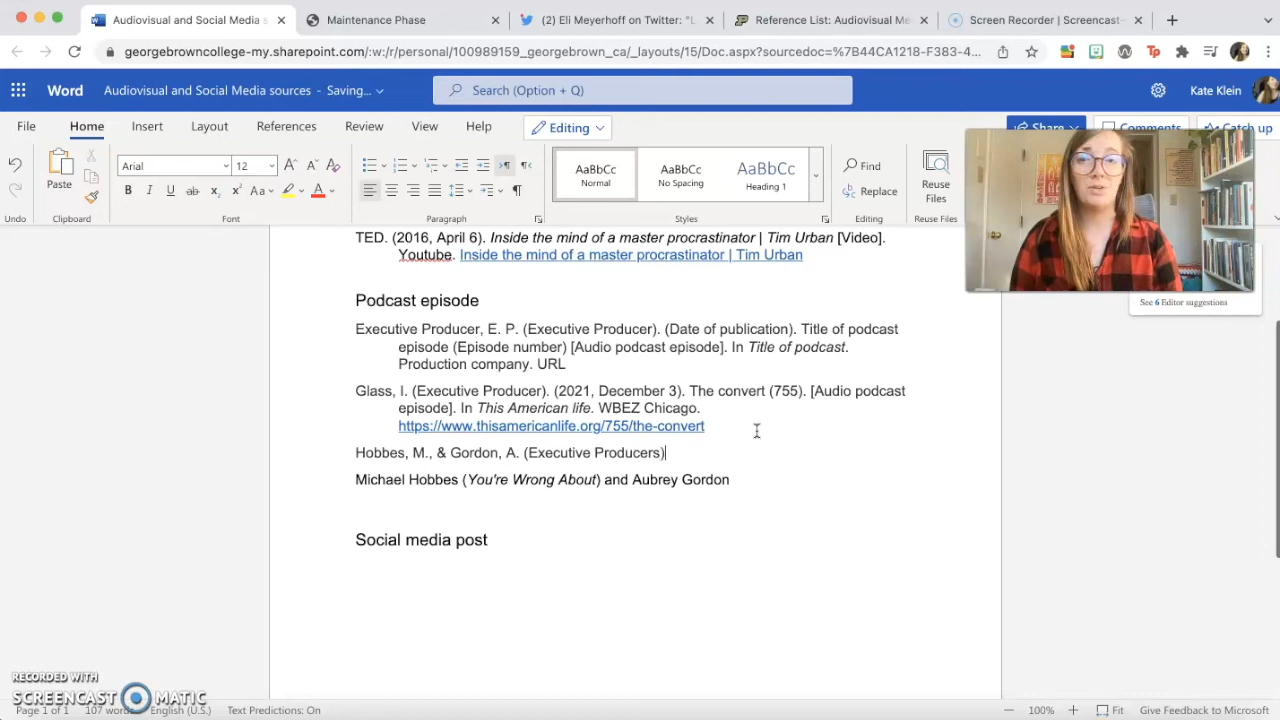 Audiovisual and Social Media s
Maintenance Phase
(2) Eli Meyerhoff on Twitter: "L
Reference List: Audiovisual Me
Screen Recorder | Screencast-
georgebrowncollege-my.sharepoint.com/:w:/r/personal/100989159_georgebrown_ca/_layouts/15/Doc.aspx?sourcedoc=%7B44CA1218-F383-4...
Word
Audiovisual and Social Media sources - Saving...
Search (Option + Q)
Kate Klein
File Home Insert Layout References Review View Help
Editing
Share
Comments
Catch up
Arial
12
Paste
AaBbCc
AaBbCc
AaBbCc
Normal
No Spacing
Heading 1
Find
Replace
Reuse
Files
Undo
Clipboard
Font
Paragraph
Styles
Editing
Reuse Files
See 6 Editor suggestions
TED. (2016, April 6). Inside the mind of a master procrastinator | Tim Urban [Video].
Youtube. Inside the mind of a master procrastinator | Tim Urban
Podcast episode
Executive Producer, E. P. (Executive Producer). (Date of publication). Title of podcast
episode (Episode number) [Audio podcast episode]. In Title of podcast.
Production company. URL
Glass, I. (Executive Producer). (2021, December 3). The convert (755). [Audio podcast
episode]. In This American life. WBEZ Chicago.
https://www.thisamericanlife.org/755/the-convert
Hobbes, M., & Gordon, A. (Executive Producers)
Michael Hobbes (You're Wrong About) and Aubrey Gordon
Social media post
RECORDED WITH
SCREENCAST MATIC
Page 1 of 1
107 words
English (U.S.)
Text Predictions: On
100%
Fit
Give Feedback to Microsoft